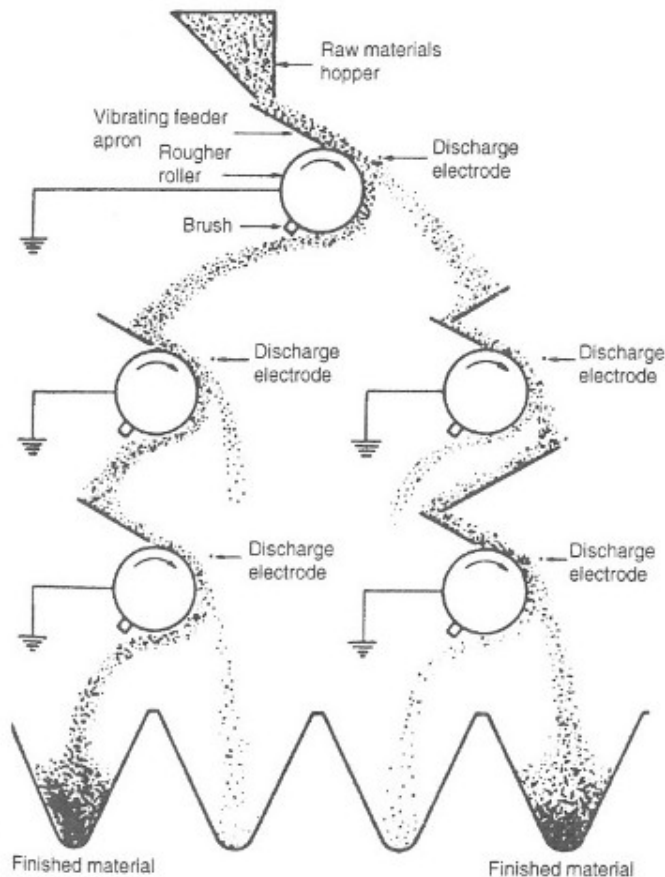 Raw materials
hopper
Vibrating feeder
apron
Discharge
electrode
Rougher
roller
Brush
Discharge
electrode
Discharge
electrode
Discharge
electrode
Discharge
electrode
Finished material
Finished material